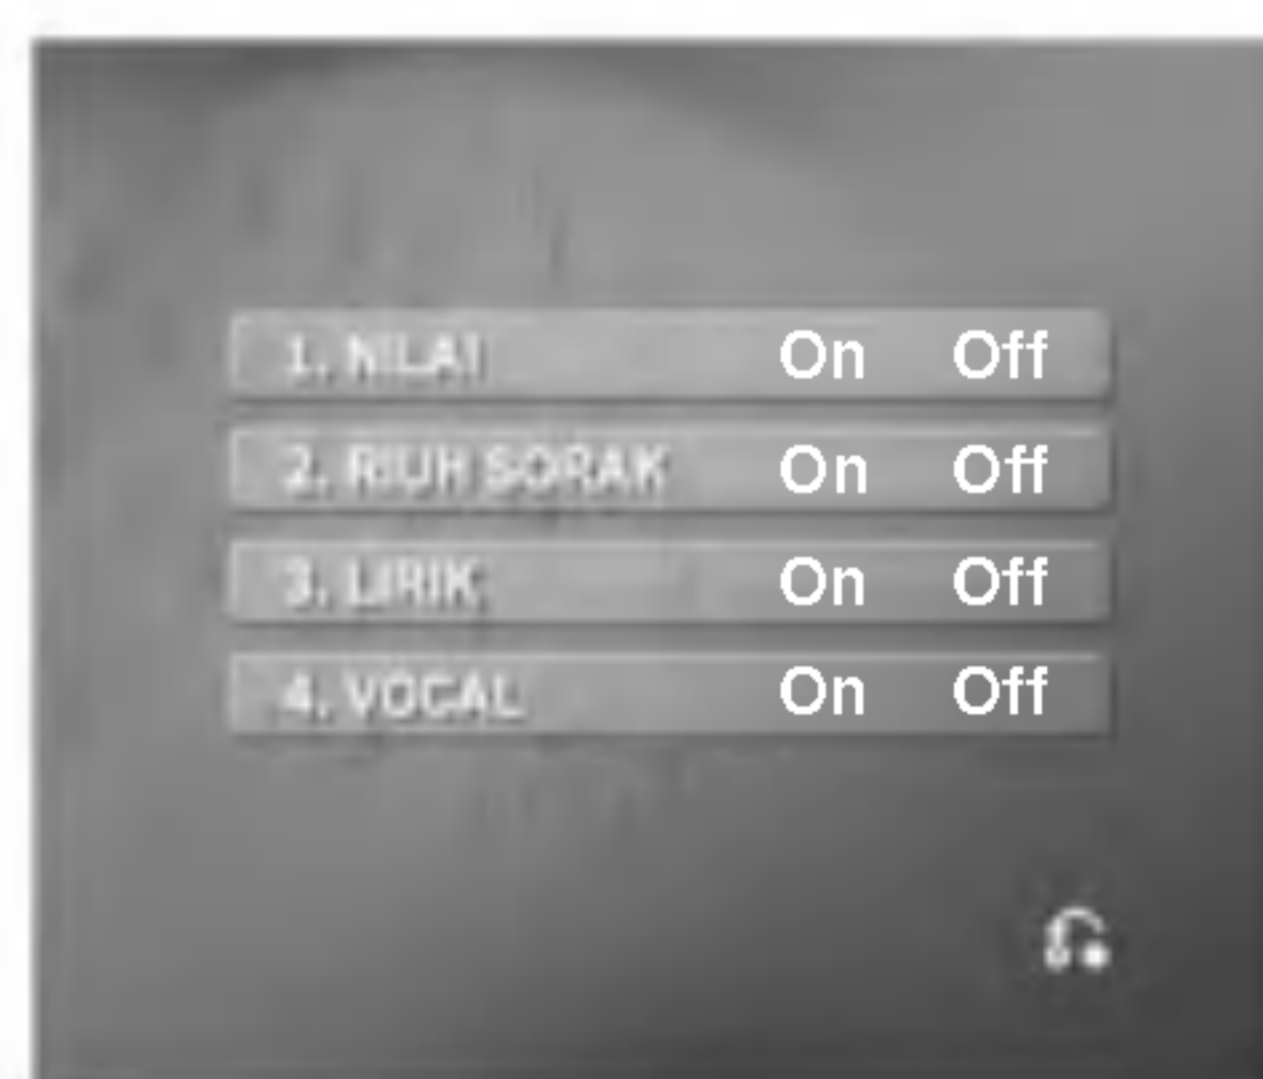 1. NILAI On Off
2. RIUH SORAK On Off
3. LIRIK On Off
4. VOCAL On Off